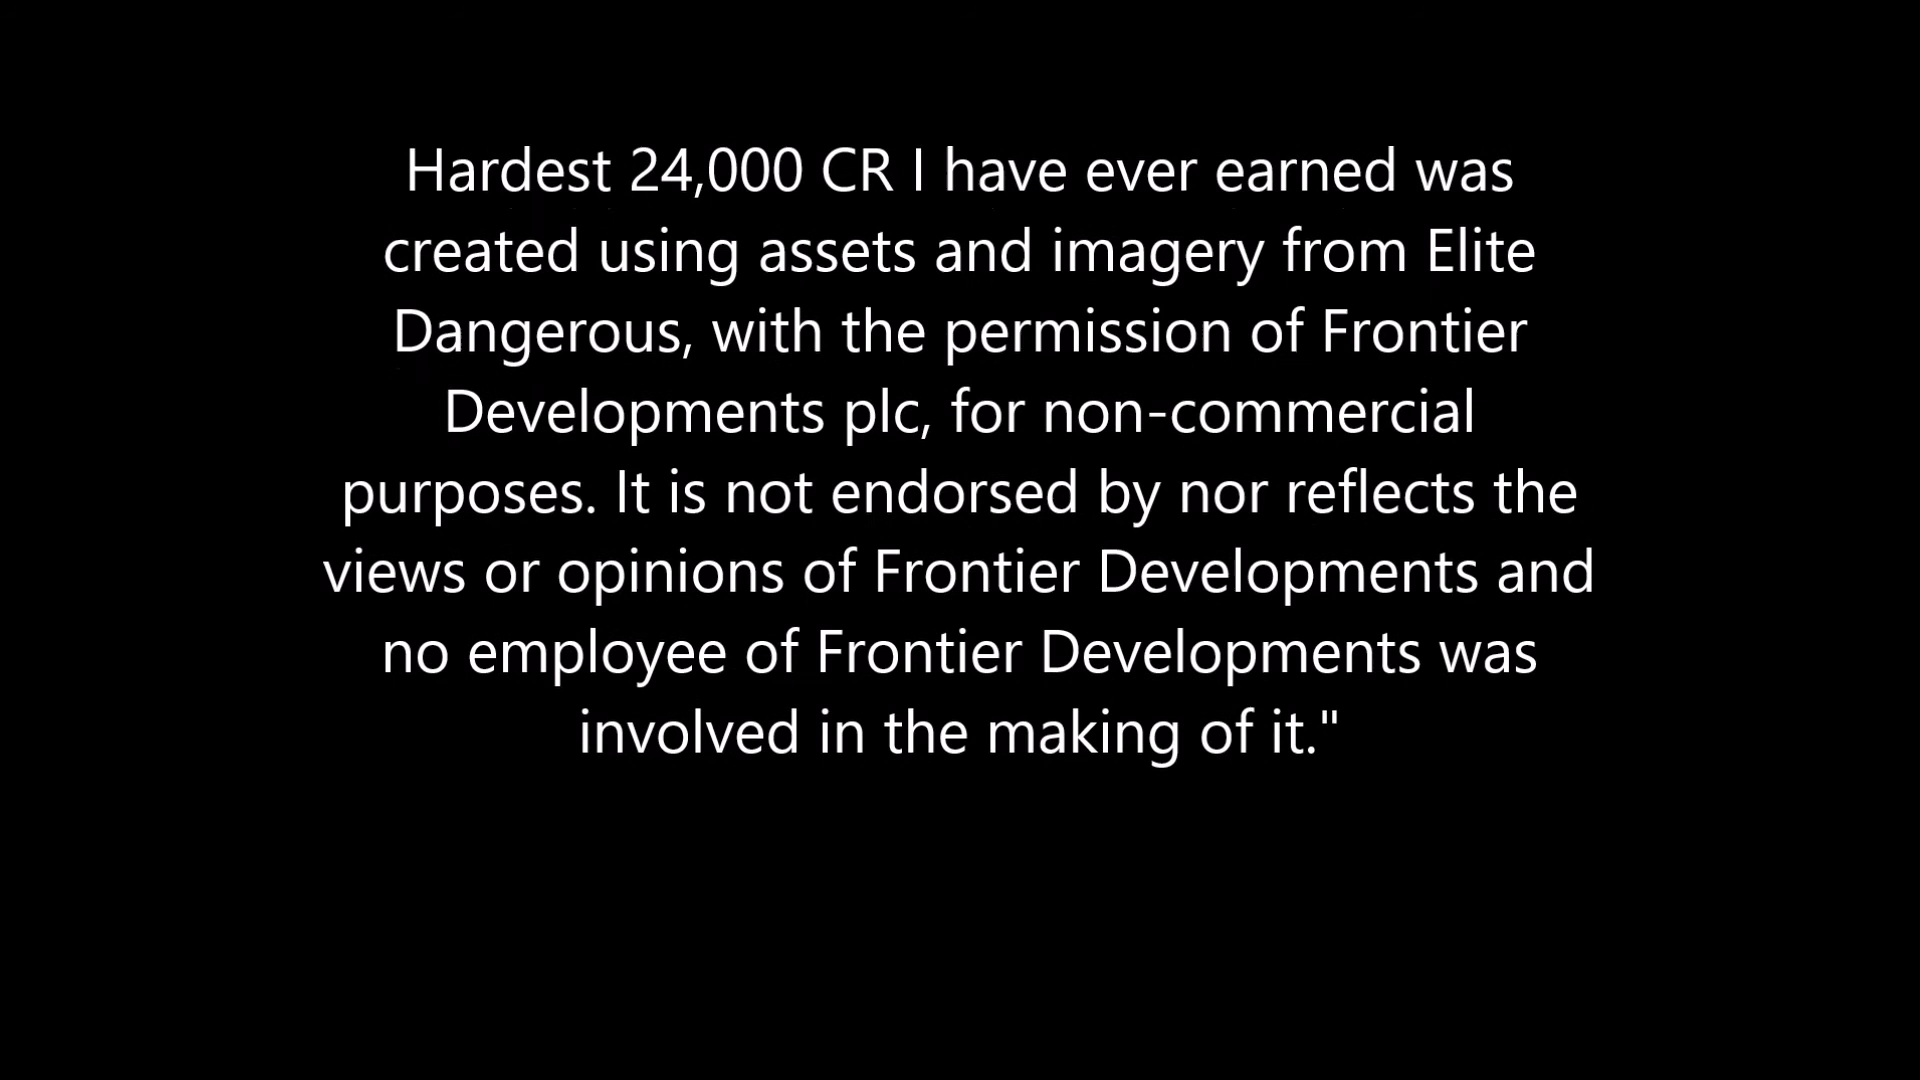 Hardest 24,000 CR I have ever earned was
created using assets and imagery from Elite
Dangerous, with the permission of Frontier
Developments plc, for non-commercial
purposes. It is not endorsed by nor reflects the
views or opinions of Frontier Developments and
no employee of Frontier Developments was
involved in the making of it."